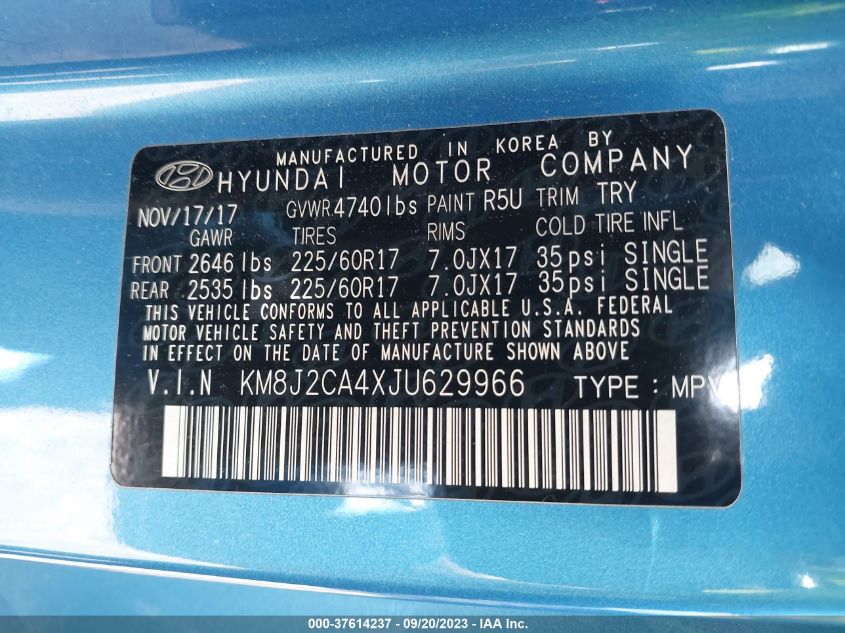 MANUFACTURED IN KOREA BY
HYUNDAI MOTOR COMPANY
NOV/17/17 GVWR 4740lbs PAINT R5U TRIM TRY
GAWR TIRES RIMS COLD TIRE INFL
FRONT 2646 lbs 225/60R17 7.0JX17 35psi SINGLE
REAR 2535 lbs 225/60R17 7.0JX17 35psi SINGLE
THIS VEHICLE CONFORMS TO ALL APPLICABLE U.S.A. FEDERAL
MOTOR VEHICLE SAFETY AND THEFT PREVENTION STANDARDS
IN EFFECT ON THE DATE OF MANUFACTURE SHOWN ABOVE.
V.I.N KM8J2CA4XJU629966 TYPE : MPV
000-37614237 - 09/20/2023 - IAAI.COM